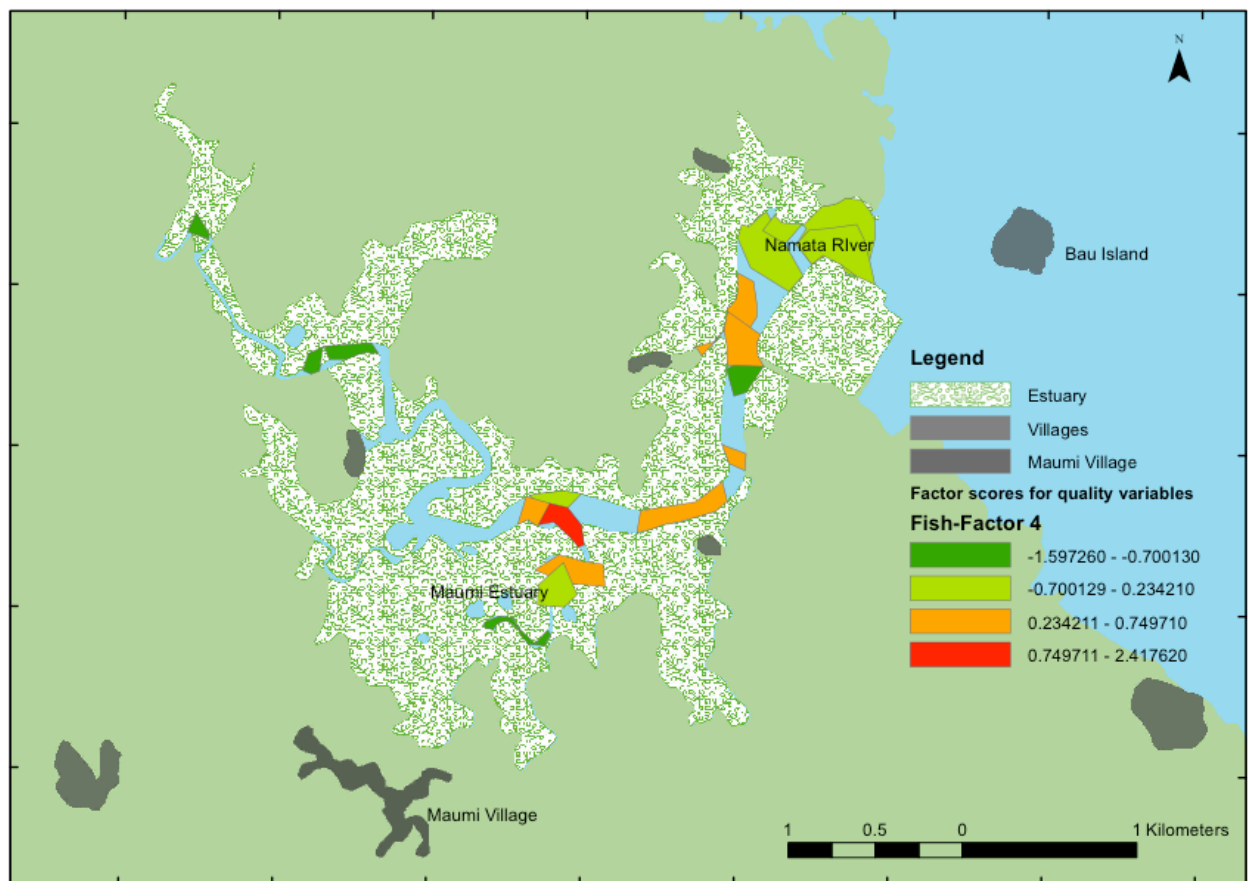 N
Namata RIver
Bau Island
Legend
Estuary
Villages
Maumi Village
Factor scores for quality variables
Fish-Factor 4
-1.597260 - -0.700130
-0.700129 - 0.234210
0.234211 - 0.749710
0.749711 - 2.417620
Maumi Estuary
Maumi Village
1 0.5 0 1 Kilometers